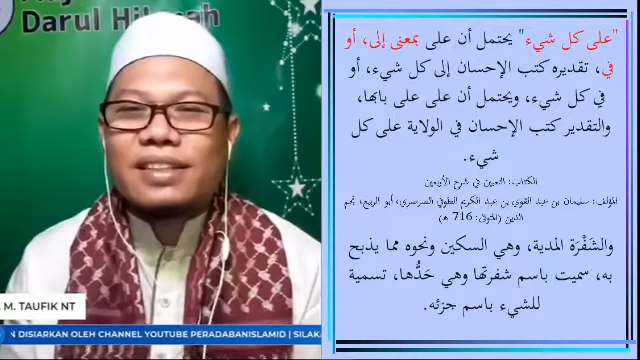 Darul H
"على كل شيء" يحتمل أن على بمعنى إلى، أو
في، تقديره كتب الإحسان إلى كل شيء، أو
في كل شيء، ويحتمل أن على على بابها،
والتقدير كتب الإحسان في الولاية على كل
شيء.
الكتاب: التعيين في شرح الأربعين
المؤلف: سليمان بن عبد القوي بن عبد الكريم الطوفي الصرصري، أبو الربيع، نجم
الدين (المتوفى: 716 هـ)
والشَفْرَة المدية، وهي السكين ونحوه مما يذبح
به، سميت باسم شفرتها وهي حَدُّها، تسمية
للشيء باسم جزئه.
M. TAUFIK NT
N DISIARKAN OLEH CHANNEL YOUTUBE PERADABANISLAMID | SILAKA